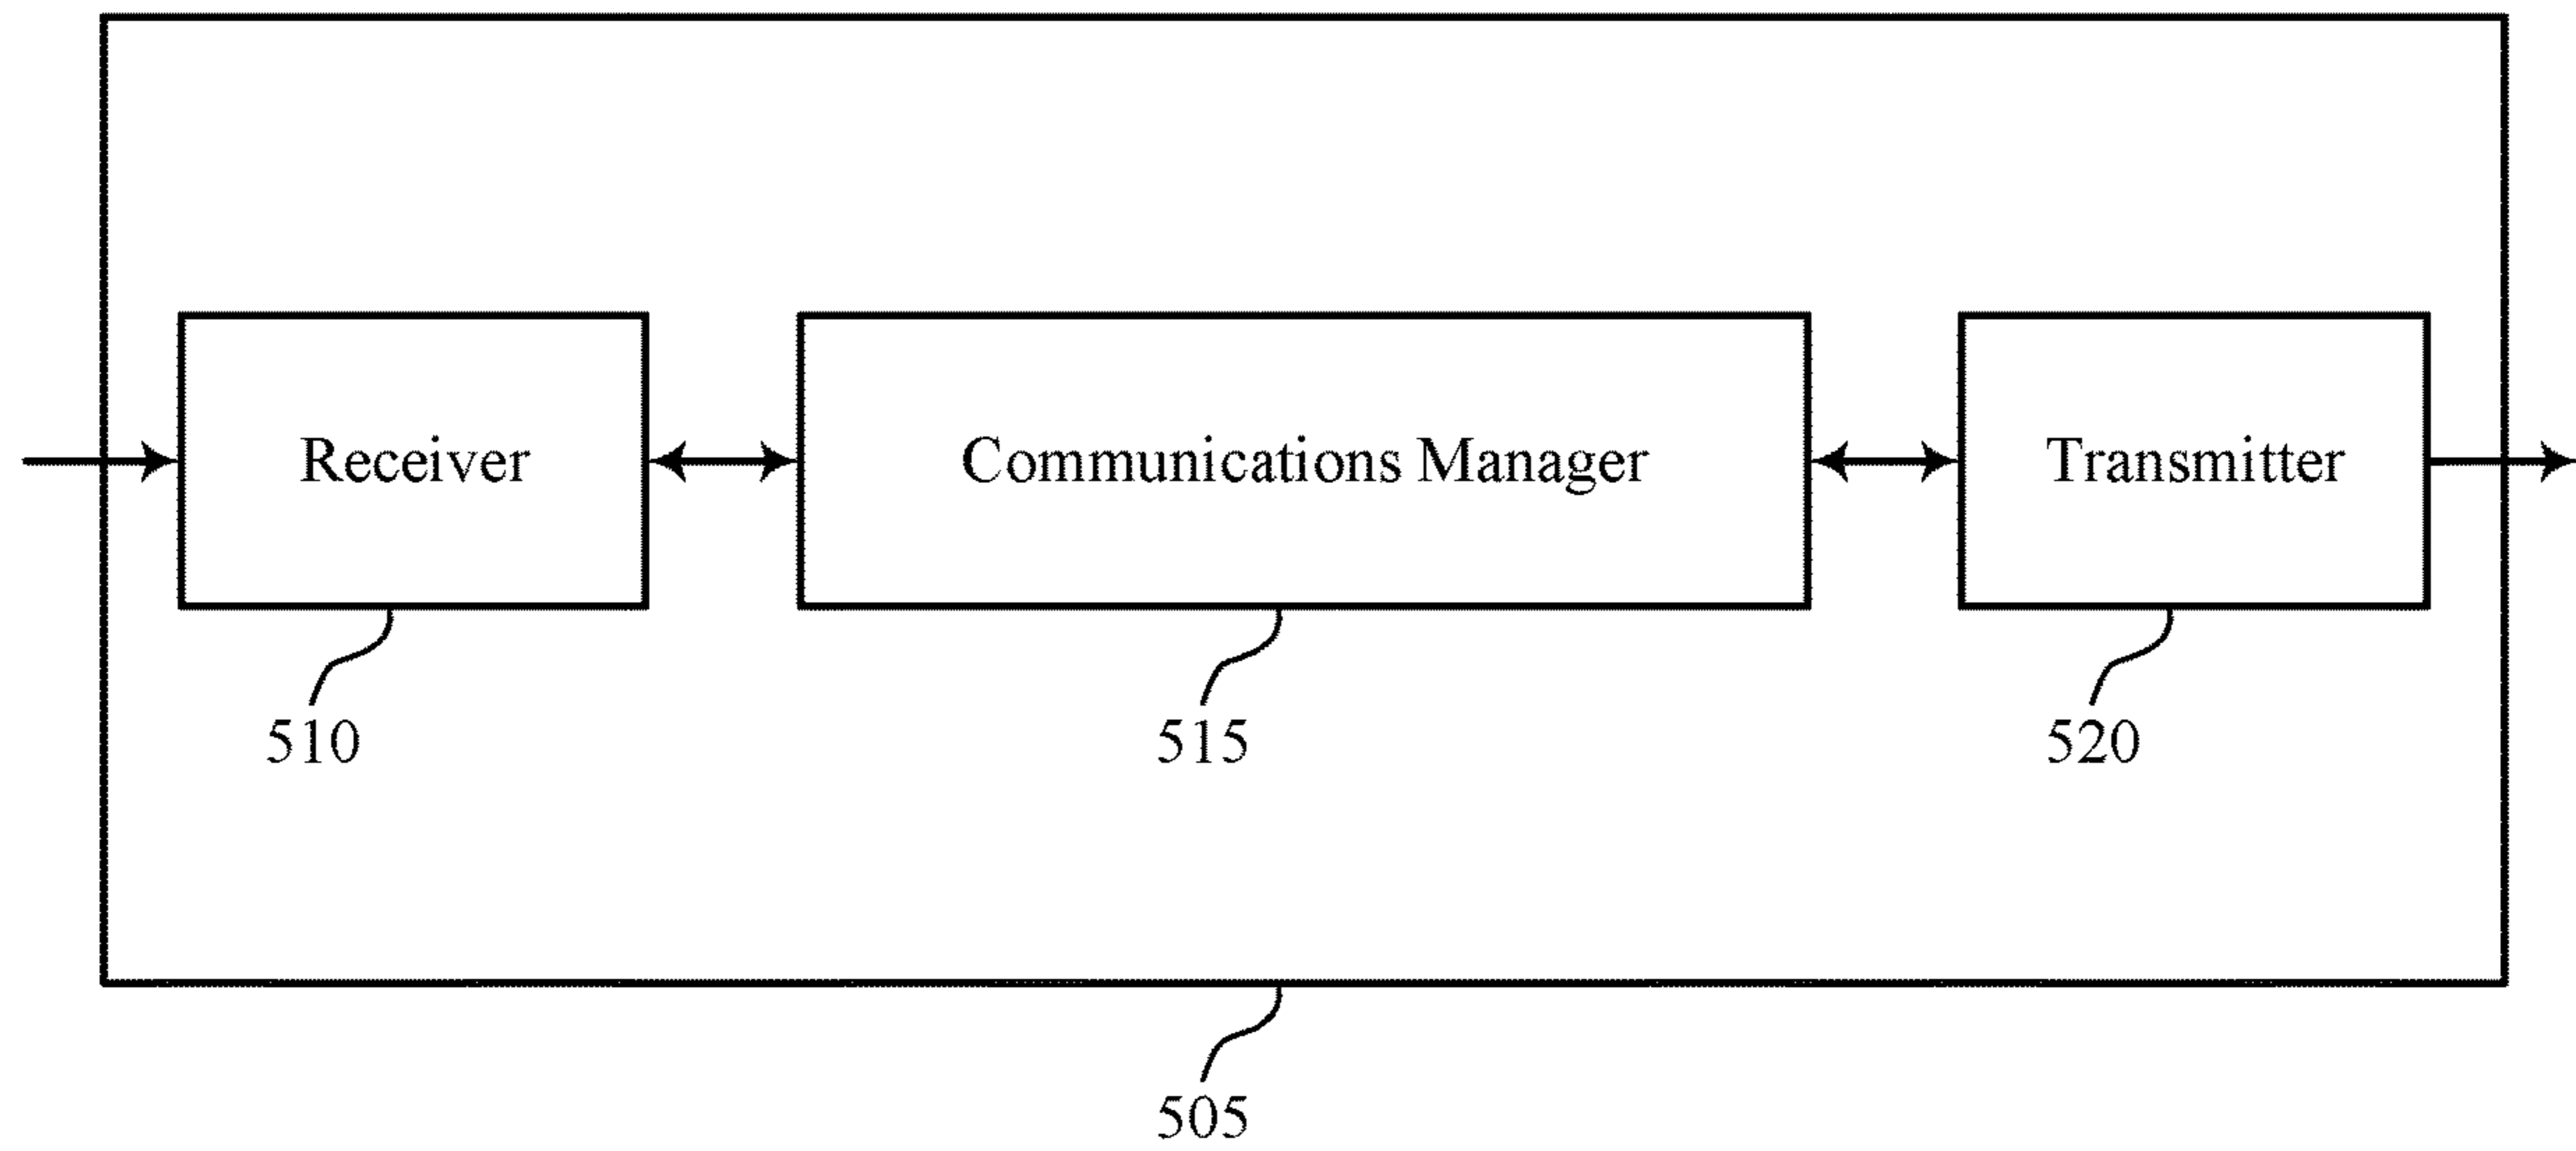 Receiver
Communications Manager
Transmitter
510
515
520
505